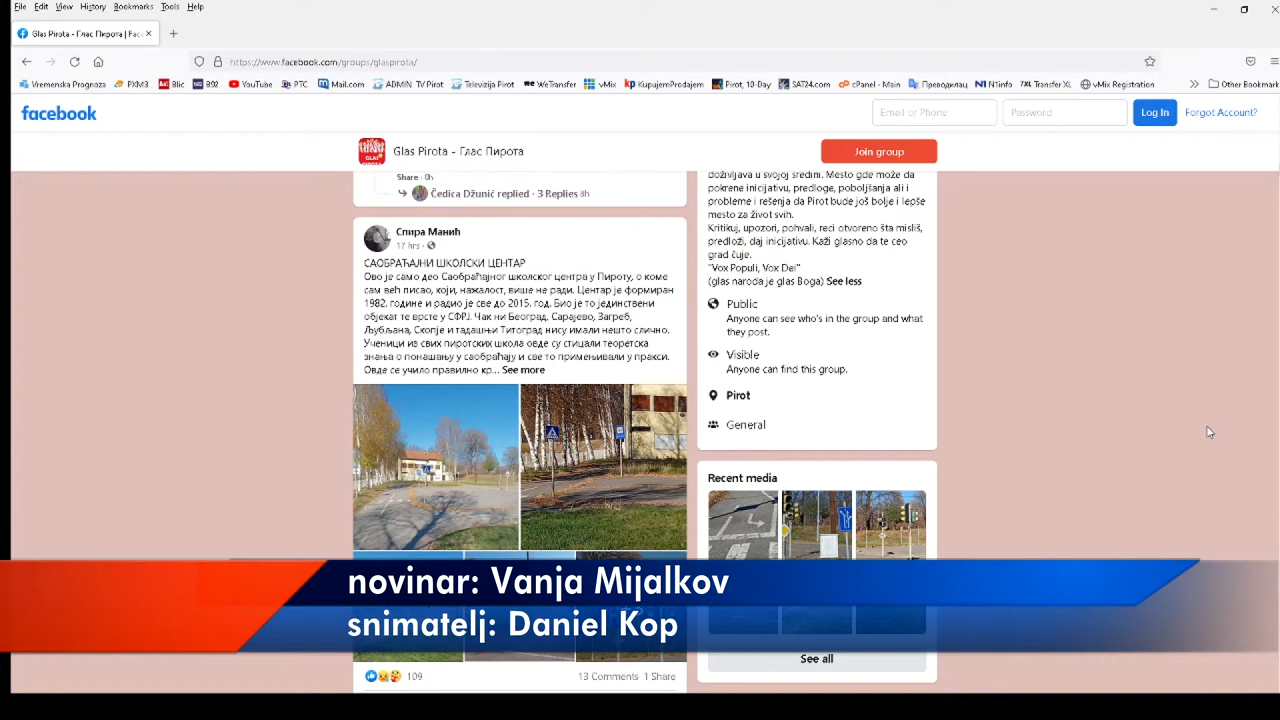 File Edit View History Bookmarks Tools Help
Glas Pirota - Глас Пирота | Fac
https://www.facebook.com/groups/glaspirota/
Vremenska Prognoza PXM3 Blic B92 YouTube РТС Mail.com ADMIN TV Pirot Televizija Pirot WeTransfer vMix KupujemProdajem Pirot, 10-Day SAT24.com cPanel - Main Преводилац N1info Transfer XL vMix Registration Other Bookmark
facebook
Email or Phone
Password
Log In
Forgot Account?
Glas Pirota - Глас Пирота
Join group
Share · 0h
Čedica Džunić replied · 3 Replies 8h
Спира Манић
17 hrs ·
САОБРАЋАЈНИ ШКОЛСКИ ЦЕНТАР
Ово је само део Саобраћајног школског центра у Пироту, о коме
сам већ писао, који, нажалост, више не ради. Центар је формиран
1982. године и радио је све до 2015. год. Био је то јединствени
објекат те врсте у СФРЈ. Чак ни Београд, Сарајево, Загреб,
Љубљана, Скопје и тадашњи Титоград нису имали нешто слично.
Ученици из свих пиротских школа овде су стицали теоретска
знања о понашању у саобраћају и све то примењивали у пракси.
Овде се учило правилно кр... See more
109
13 Comments 1 Share
doživljava u svojoj sredini. Mesto gde može da
pokrene inicijativu, predloge, poboljšanja ali i
probleme i rešenja da Pirot bude još bolje i lepše
mesto za život svih.
Kritikuj, upozori, pohvali, reci otvoreno šta misliš,
predloži, daj inicijativu. Kaži glasno da te ceo
grad čuje.
"Vox Populi, Vox Dei"
(glas naroda je glas Boga) See less
Public
Anyone can see who's in the group and what
they post.
Visible
Anyone can find this group.
Pirot
General
Recent media
See all
novinar: Vanja Mijalkov
snimatelj: Daniel Kop